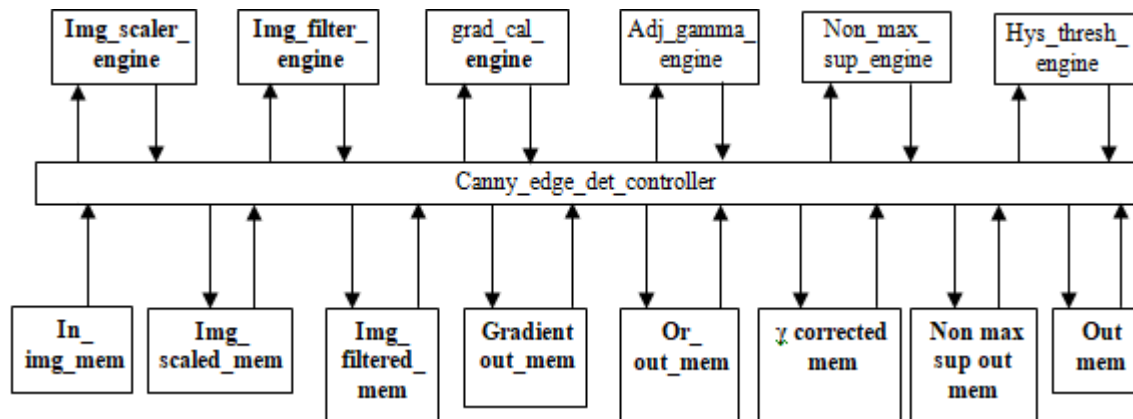 Img_scaler_
engine
Img_filter_
engine
grad_cal_
engine
Adj_gamma_
engine
Non_max_
sup_engine
Hys_thresh_
engine
Canny_edge_det_controller
In_
img_mem
Img_
scaled_mem
Img_
filtered_
mem
Gradient
out_mem
Or_
out_mem
γ corrected
mem
Non max
sup out
mem
Out
mem